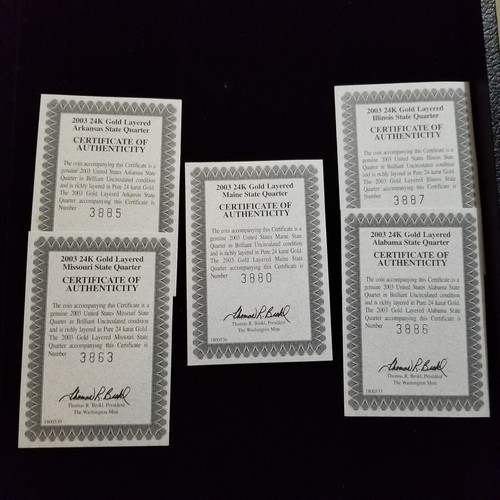 2003 24K Gold Layered
Arkansas State Quarter
CERTIFICATE OF
AUTHENTICITY
The coin accompanying this Certificate is a
genuine 2003 United States Arkansas State
Quarter in Brilliant Uncirculated condition
and is richly layered in Pure 24 karat Gold.
The 2003 Gold Layered Arkansas State
Quarter accompanying this Certificate is
Number 3885
2003 24K Gold Layered
Missouri State Quarter
CERTIFICATE OF
AUTHENTICITY
The coin accompanying this Certificate is a
genuine 2003 United States Missouri State
Quarter in Brilliant Uncirculated condition
and is richly layered in Pure 24 karat Gold.
The 2003 Gold Layered Missouri State
Quarter accompanying this Certificate is
Number 3863
Thomas R. Beskl, President
The Washington Mint
2003 24K Gold Layered
Maine State Quarter
CERTIFICATE OF
AUTHENTICITY
The coin accompanying this Certificate is a
genuine 2003 United States Maine State
Quarter in Brilliant Uncirculated condition
and is richly layered in Pure 24 karat Gold.
The 2003 Gold Layered Maine State
Quarter accompanying this Certificate is
Number 3880
Thomas R. Beskl, President
The Washington Mint
2003 24K Gold Layered
Illinois State Quarter
CERTIFICATE OF
AUTHENTICITY
The coin accompanying this Certificate is a
genuine 2003 United States Illinois State
Quarter in Brilliant Uncirculated condition
and is richly layered in Pure 24 karat Gold.
The 2003 Gold Layered Illinois State
Quarter accompanying this Certificate is
Number 3887
2003 24K Gold Layered
Alabama State Quarter
CERTIFICATE OF
AUTHENTICITY
The coin accompanying this Certificate is a
genuine 2003 United States Alabama State
Quarter in Brilliant Uncirculated condition
and is richly layered in Pure 24 karat Gold.
The 2003 Gold Layered Alabama State
Quarter accompanying this Certificate is
Number 3886
Thomas R. Beskl, President
The Washington Mint